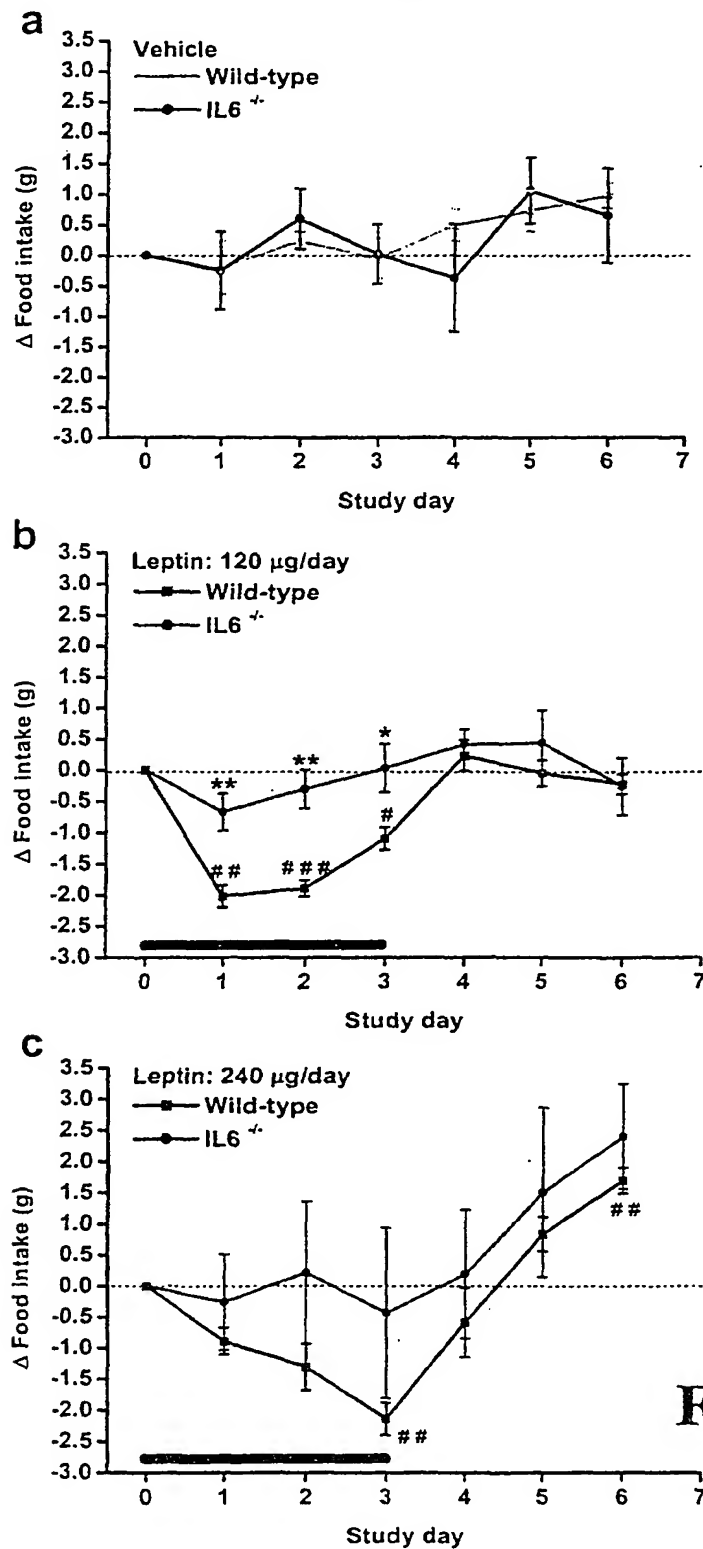 a
Vehicle
Wild-type
IL6 -/-
3.5
3.0
2.5
2.0
1.5
1.0
0.5
0.0
-0.5
-1.0
-1.5
-2.0
-2.5
-3.0
Δ Food intake (g)
0 1 2 3 4 5 6 7
Study day
b
Leptin: 120 µg/day
Wild-type
IL6 -/-
3.5
3.0
2.5
2.0
1.5
1.0
0.5
0.0
-0.5
-1.0
-1.5
-2.0
-2.5
-3.0
Δ Food intake (g)
** ** *
## ### #
0 1 2 3 4 5 6 7
Study day
c
Leptin: 240 µg/day
Wild-type
IL6 -/-
3.5
3.0
2.5
2.0
1.5
1.0
0.5
0.0
-0.5
-1.0
-1.5
-2.0
-2.5
-3.0
Δ Food intake (g)
##
##
F
0 1 2 3 4 5 6 7
Study day